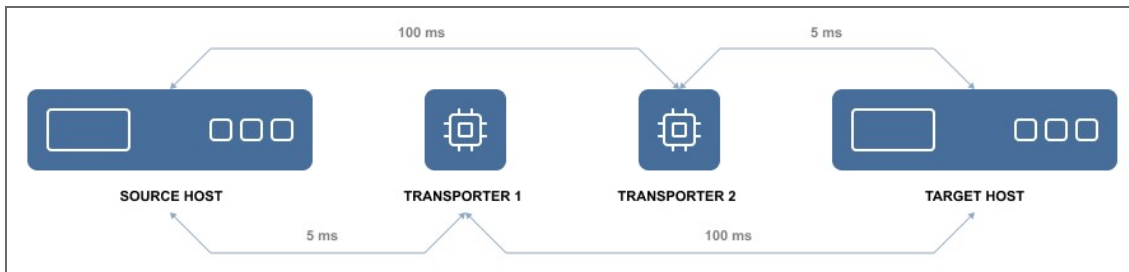 100 ms
5 ms
SOURCE HOST
TRANSPORTER 1
TRANSPORTER 2
TARGET HOST
5 ms
100 ms